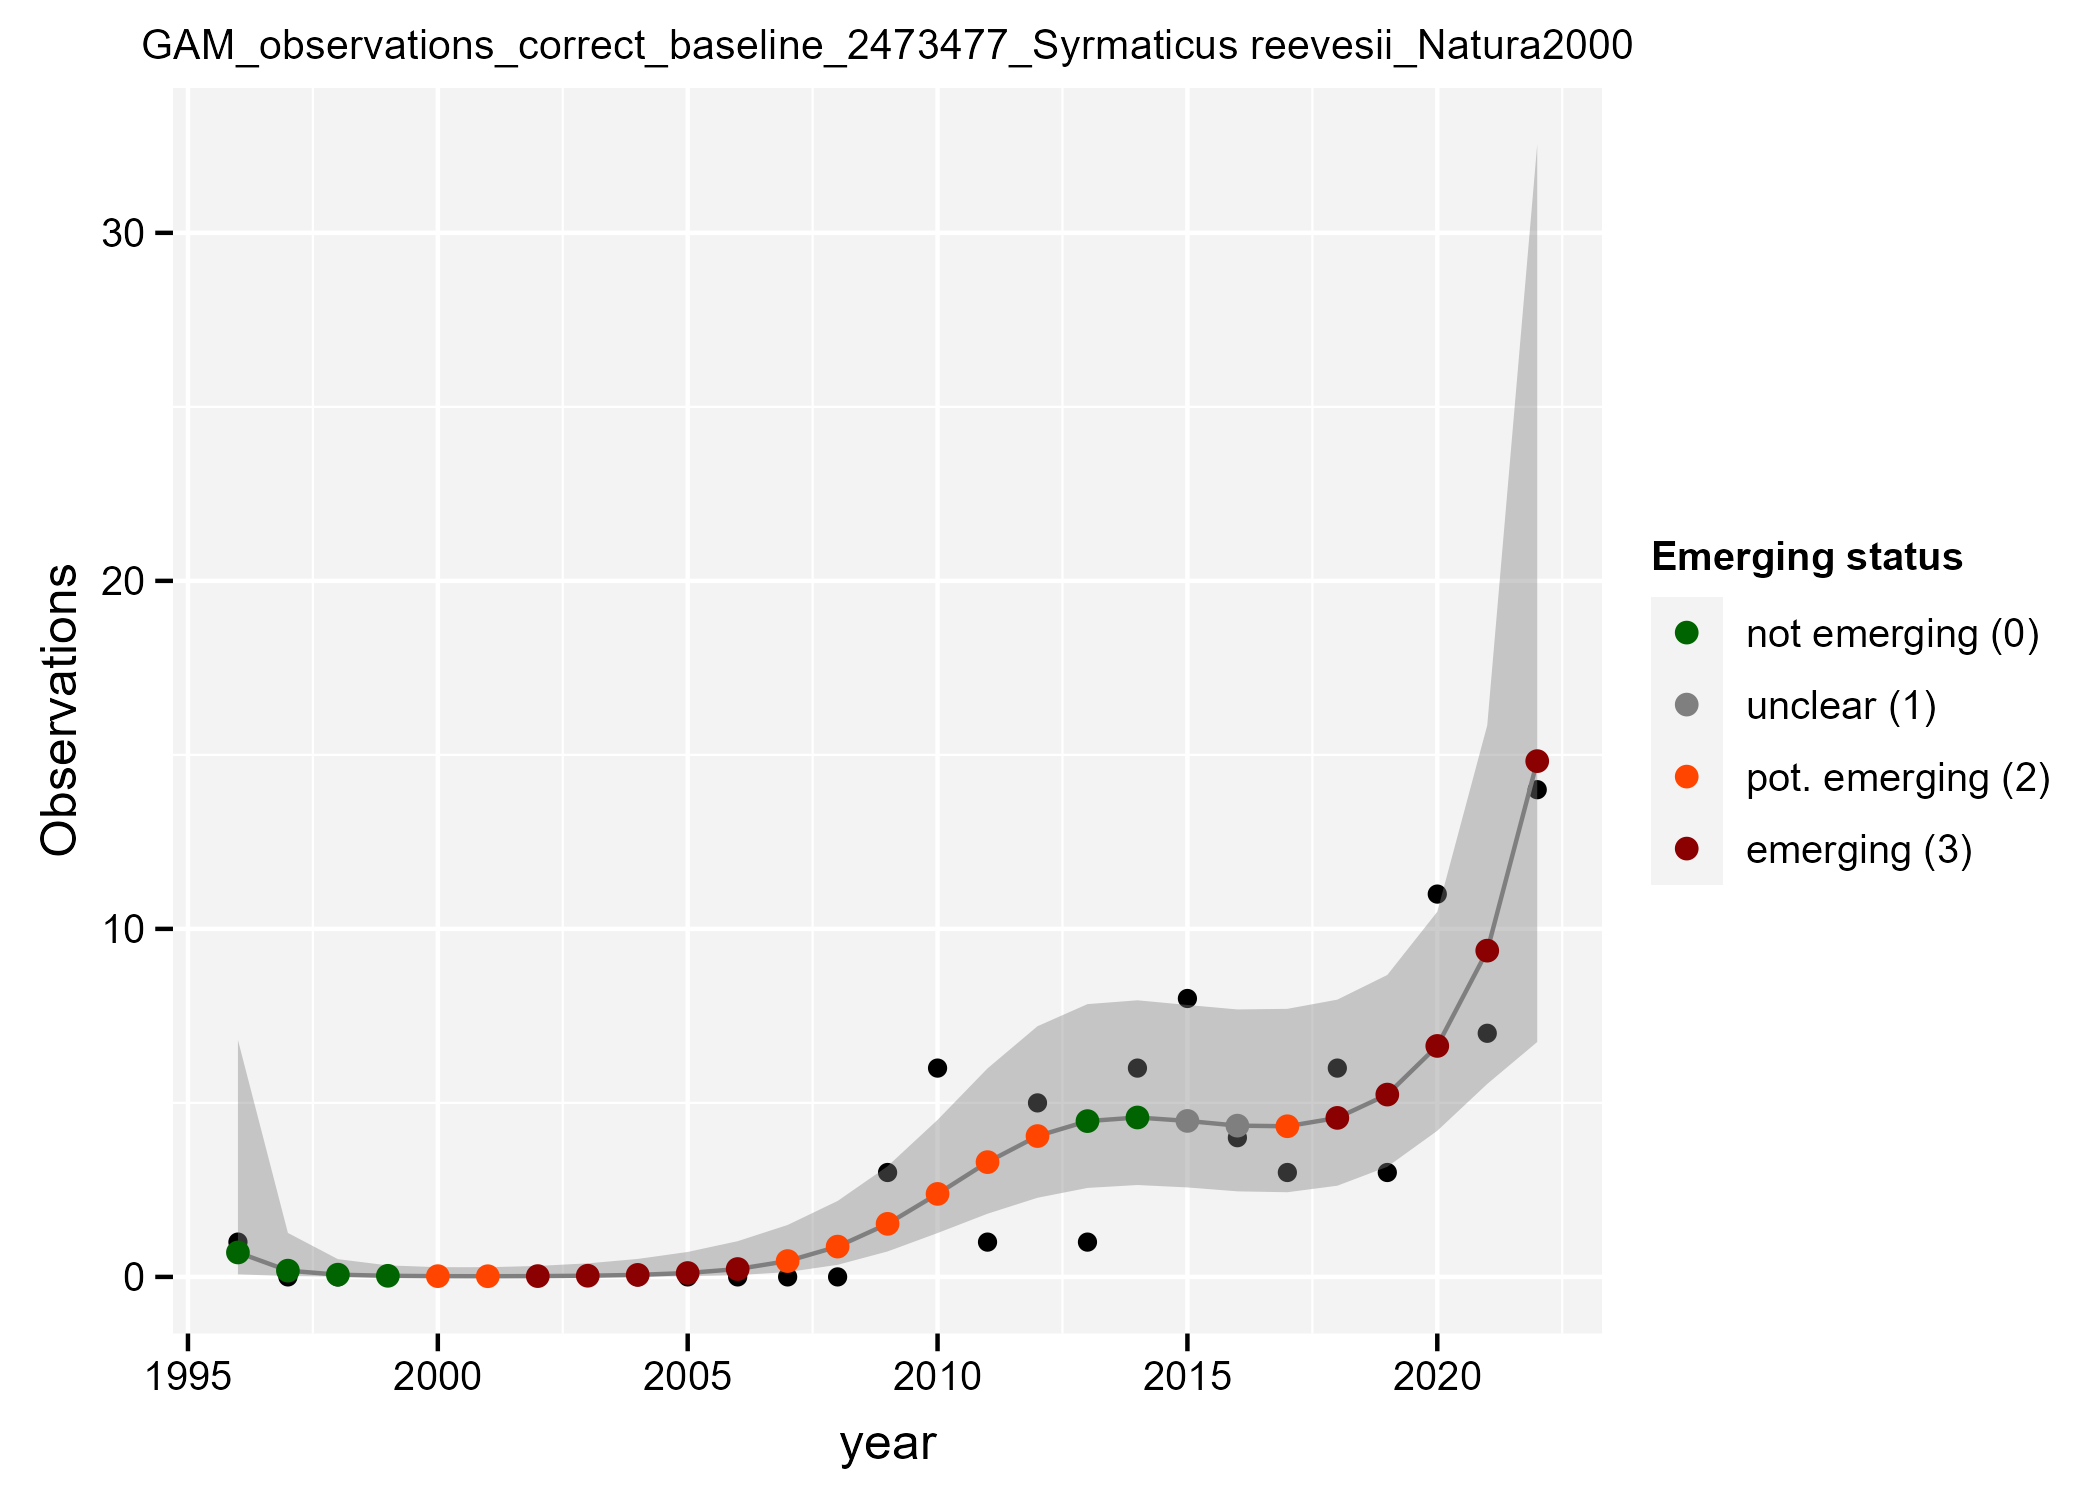 GAM_observations_correct_baseline_2473477_Syrmaticus reevesii_Natura2000
Observations
30
20
10
0
1995 2000 2005 2010 2015 2020
year
Emerging status
not emerging (0)
unclear (1)
pot. emerging (2)
emerging (3)